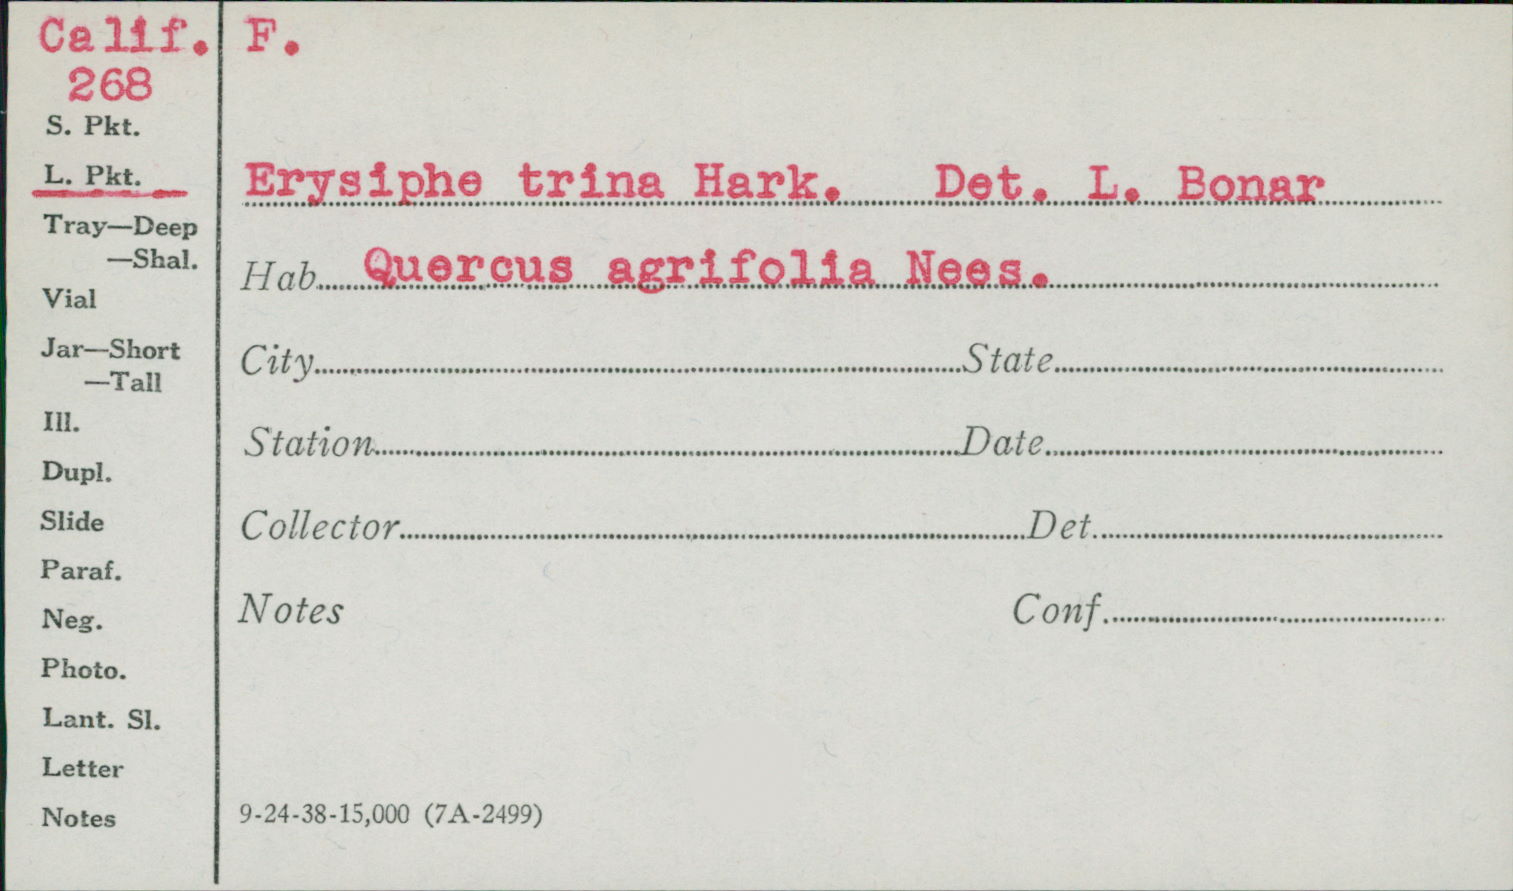 Calif. F.
268
S. Pkt.
L. Pkt.
Erysiphe trina Hark. Det. L. Bonar
Tray—Deep
—Shal.
Hab. Quercus agrifolia Nees.
Vial
Jar—Short
—Tall
City State
Ill.
Station Date
Dupl.
Slide
Collector Det.
Paraf.
Neg.
Notes Conf.
Photo.
Lant. Sl.
Letter
Notes
9-24-38-15,000 (7A-2499)